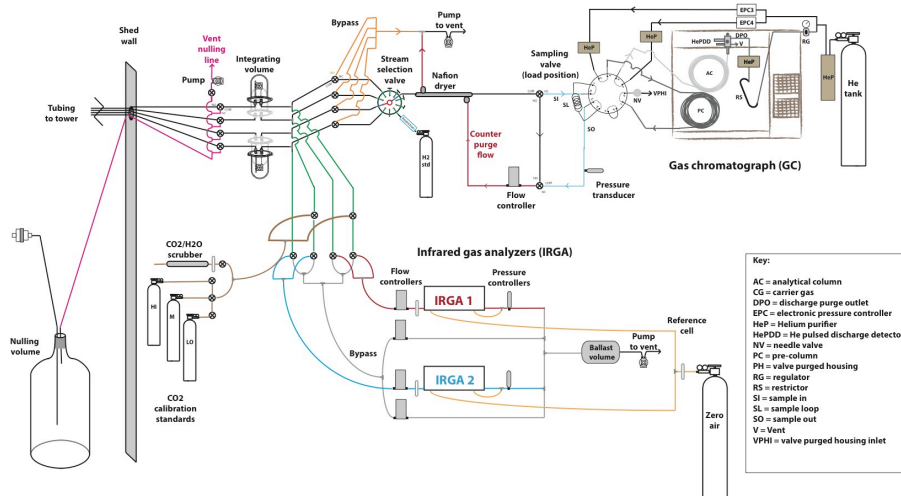 Shed
wall
Vent
nulling
line
Pump
Tubing
to tower
Integrating
volume
Bypass
Pump
to vent
Stream
selection
valve
Nafion
dryer
H2
std
Counter
purge
flow
Flow
controller
Sampling
valve
(load position)
SI
SL
SO
Pressure
transducer
EPC3
EPC4
HeP
HeP
HePDD
DPO
V
HeP
RG
HeP
He
tank
NV
VPHI
AC
PC
RS
Gas chromatograph (GC)
Nulling
volume
CO2/H2O
scrubber
HI
M
LO
CO2
calibration
standards
Infrared gas analyzers (IRGA)
Flow
controllers
IRGA 1
Pressure
controllers
Bypass
IRGA 2
Ballast
volume
Pump
to vent
Reference
cell
Zero
air
Key:
AC = analytical column
CG = carrier gas
DPO = discharge purge outlet
EPC = electronic pressure controller
HeP = Helium purifier
HePDD = He pulsed discharge detecto
NV = needle valve
PC = pre-column
PH = valve purged housing
RG = regulator
RS = restrictor
SI = sample in
SL = sample loop
SO = sample out
V = Vent
VPHI = valve purged housing inlet